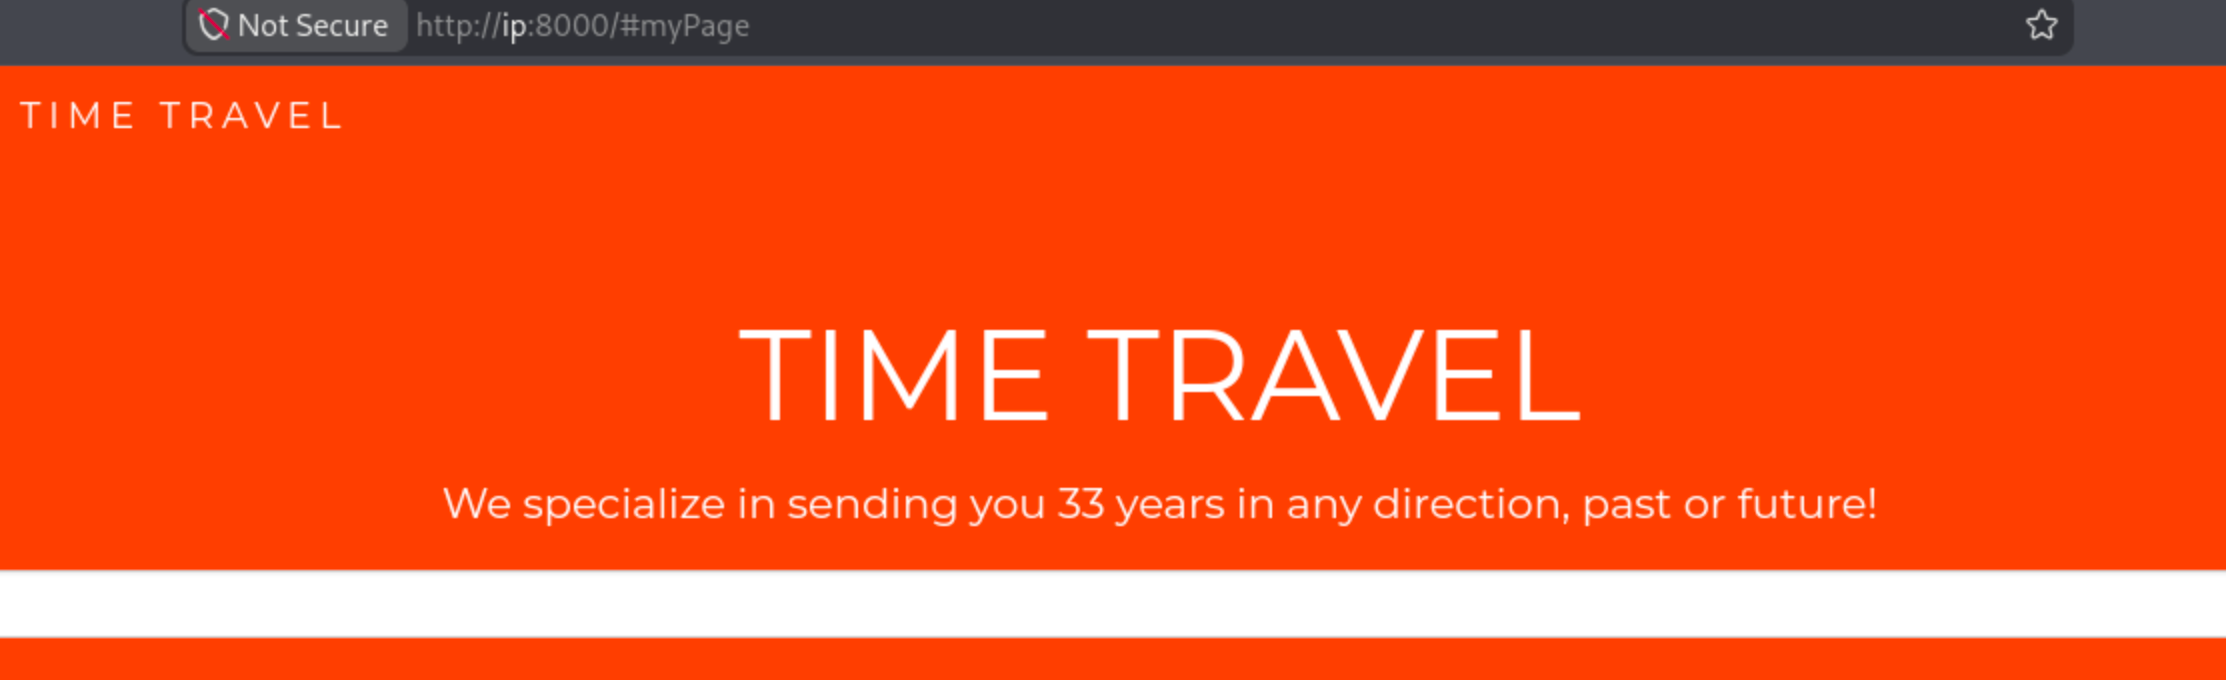 Not Secure http://ip:8000/#myPage
TIME TRAVEL
TIME TRAVEL
We specialize in sending you 33 years in any direction, past or future!